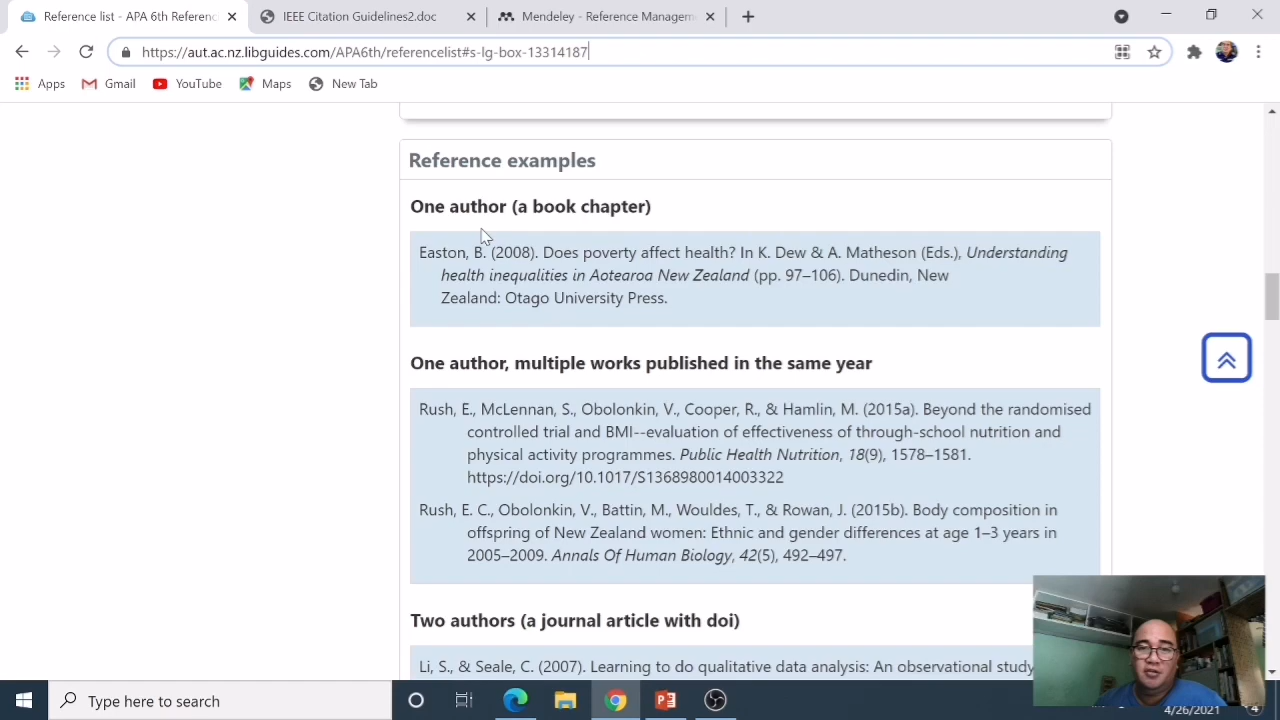 Reference list - APA 6th Referenc
IEEE Citation Guidelines2.doc
Mendeley - Reference Managem
https://aut.ac.nz.libguides.com/APA6th/referencelist#s-lg-box-13314187
Apps
Gmail
YouTube
Maps
New Tab
Reference examples
One author (a book chapter)
Easton, B. (2008). Does poverty affect health? In K. Dew & A. Matheson (Eds.), Understanding
health inequalities in Aotearoa New Zealand (pp. 97–106). Dunedin, New
Zealand: Otago University Press.
One author, multiple works published in the same year
Rush, E., McLennan, S., Obolonkin, V., Cooper, R., & Hamlin, M. (2015a). Beyond the randomised
controlled trial and BMI--evaluation of effectiveness of through-school nutrition and
physical activity programmes. Public Health Nutrition, 18(9), 1578–1581.
https://doi.org/10.1017/S1368980014003322
Rush, E. C., Obolonkin, V., Battin, M., Wouldes, T., & Rowan, J. (2015b). Body composition in
offspring of New Zealand women: Ethnic and gender differences at age 1–3 years in
2005–2009. Annals Of Human Biology, 42(5), 492–497.
Two authors (a journal article with doi)
Li, S., & Seale, C. (2007). Learning to do qualitative data analysis: An observational study
Type here to search
4/26/2021
4